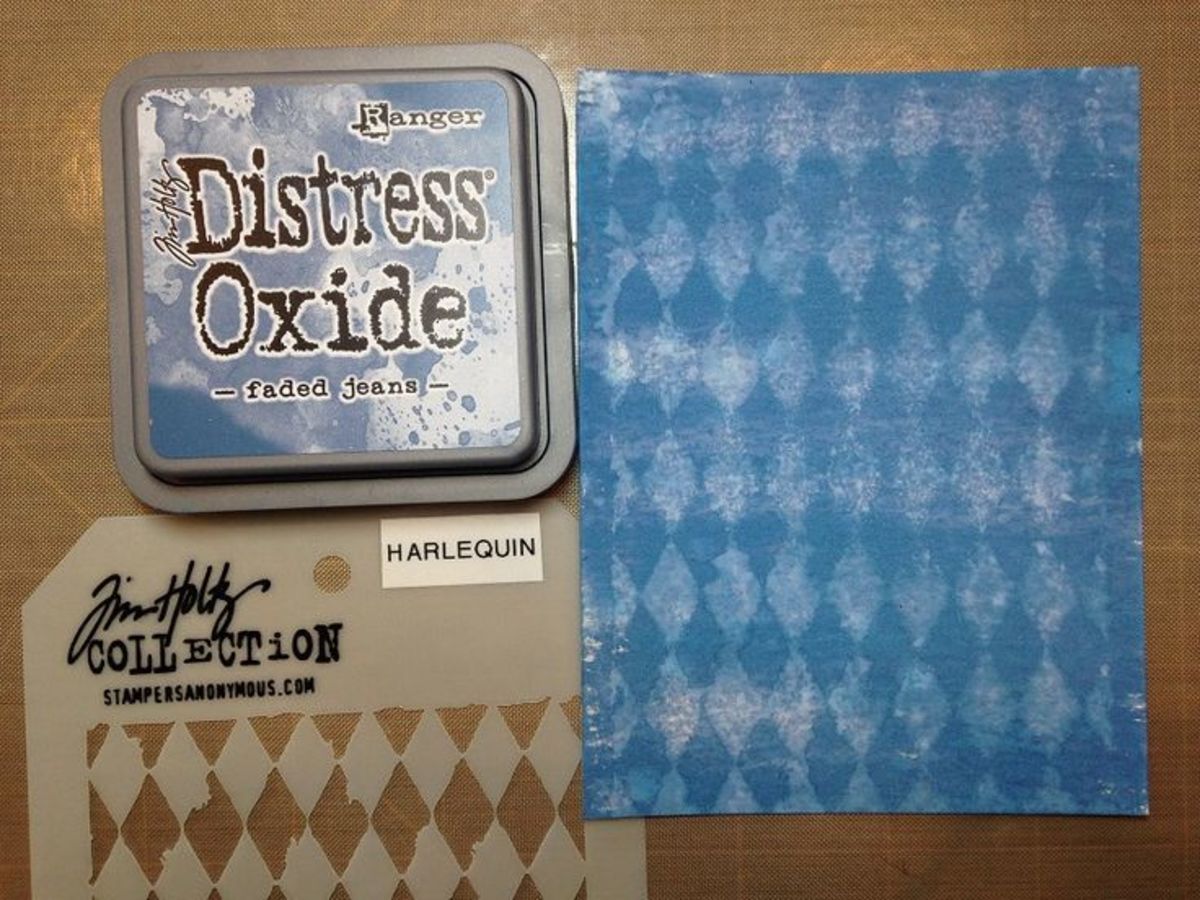 Ranger
Tim Holtz
Distress®
Oxide
— faded jeans —
HARLEQUIN
Tim Holtz
COLLECTiON
STAMPERSANONYMOUS.COM